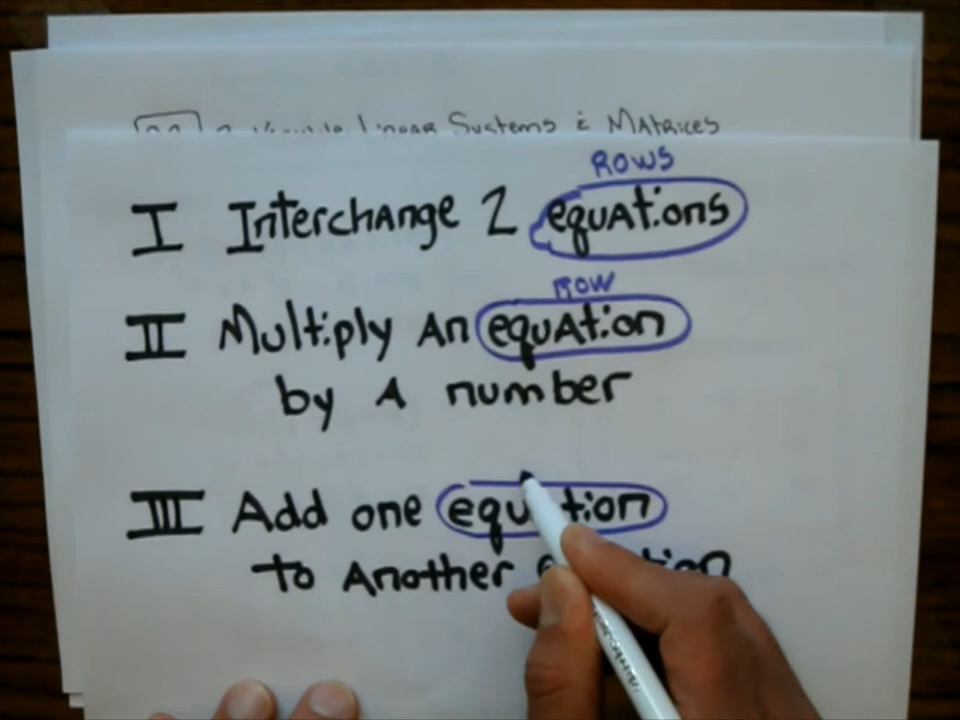 Linear Systems & Matrices
ROWS
I Interchange 2 equations
ROW
II Multiply An equation
by A number
III Add one equation
to Another equation